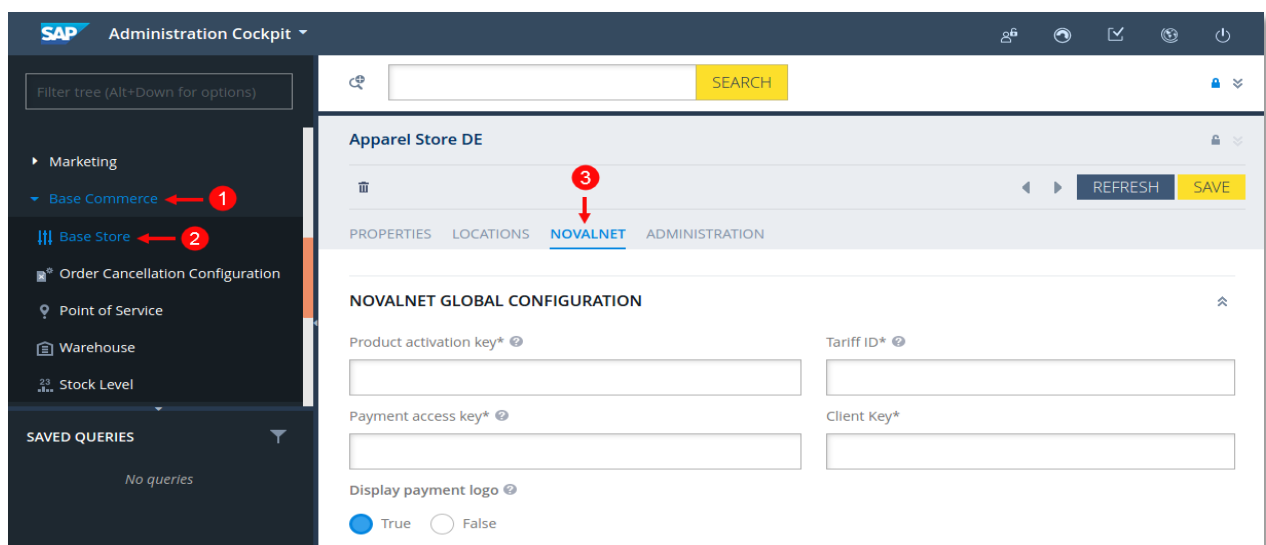 SAP Administration Cockpit
Filter tree (Alt+Down for options)
SEARCH
Marketing
Base Commerce 1
Base Store 2
Order Cancellation Configuration
Point of Service
Warehouse
23 Stock Level
SAVED QUERIES
No queries
Apparel Store DE
3
REFRESH SAVE
PROPERTIES LOCATIONS NOVALNET ADMINISTRATION
NOVALNET GLOBAL CONFIGURATION
Product activation key* Tariff ID*
Payment access key* Client Key*
Display payment logo
True False